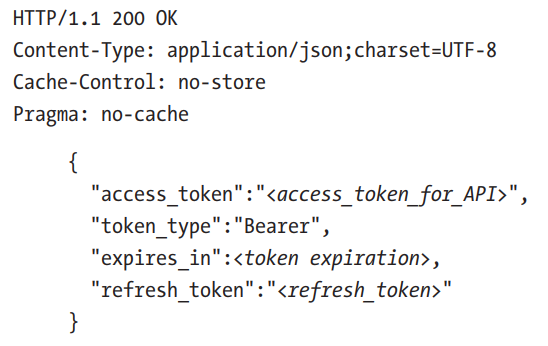 HTTP/1.1 200 OK
Content-Type: application/json;charset=UTF-8
Cache-Control: no-store
Pragma: no-cache
{
"access_token":"<access_token_for_API>",
"token_type":"Bearer",
"expires_in":<token expiration>,
"refresh_token":"<refresh_token>"
}